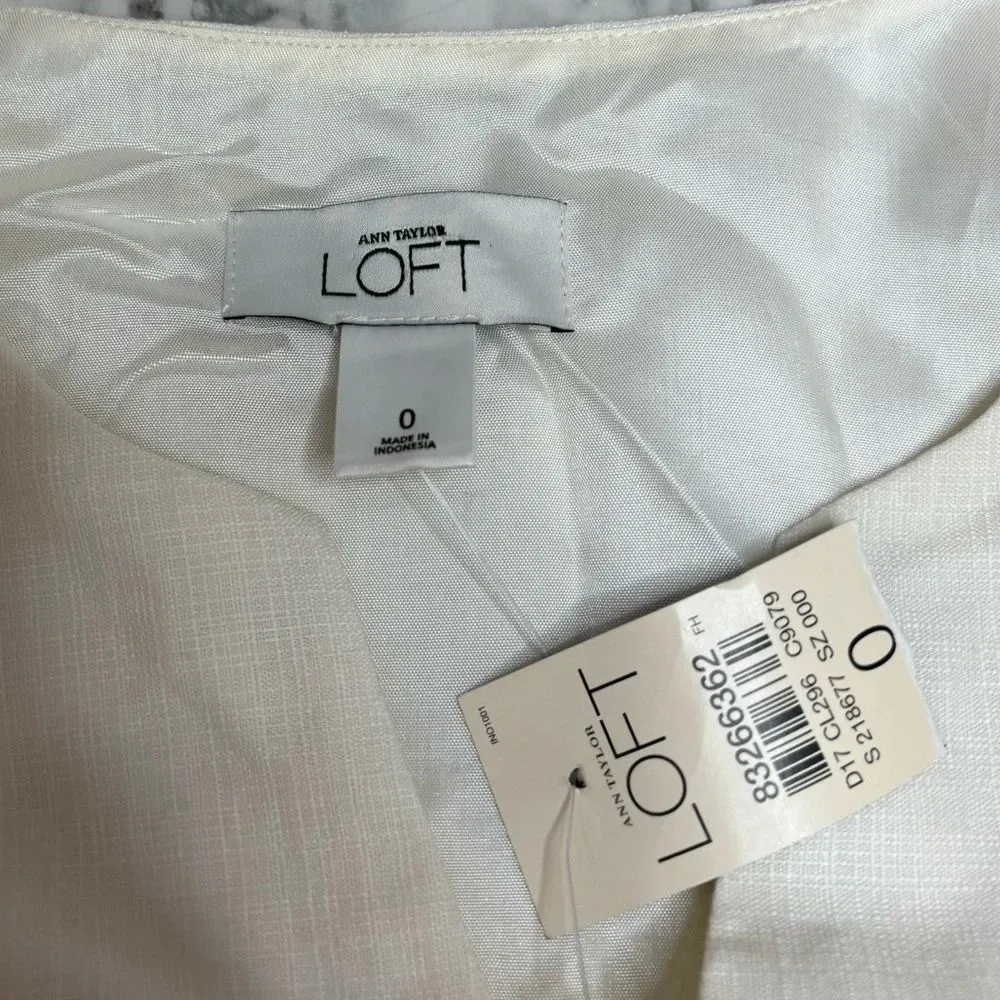 ANN TAYLOR
LOFT
0
MADE IN
INDONESIA
IN01001
ANN TAYLOR
LOFT
83266362 FH
D17 CL296 C9079
S 218677 SZ 000
0